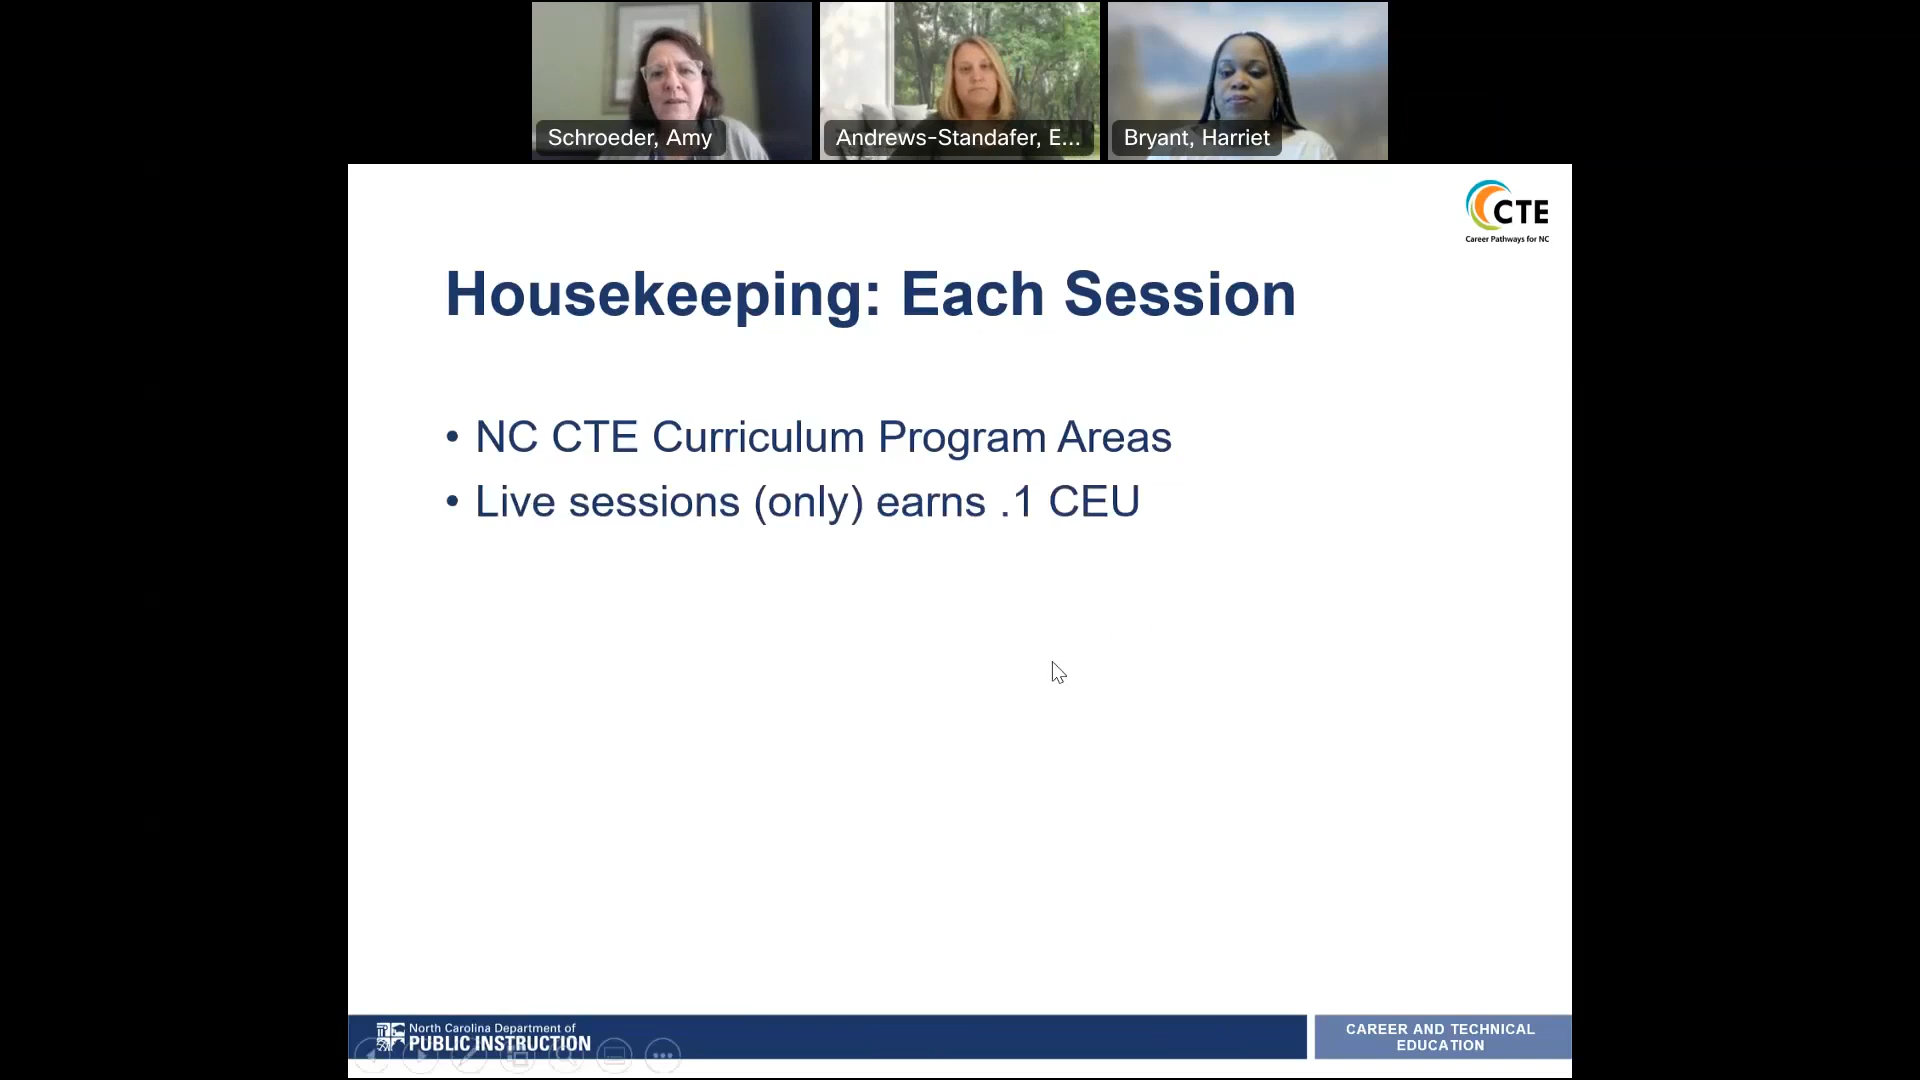 Schroeder, Amy
Andrews-Standafer, E...
Bryant, Harriet
CTE
Career Pathways for NC
Housekeeping: Each Session
• NC CTE Curriculum Program Areas
• Live sessions (only) earns .1 CEU
North Carolina Department of
PUBLIC INSTRUCTION
CAREER AND TECHNICAL
EDUCATION